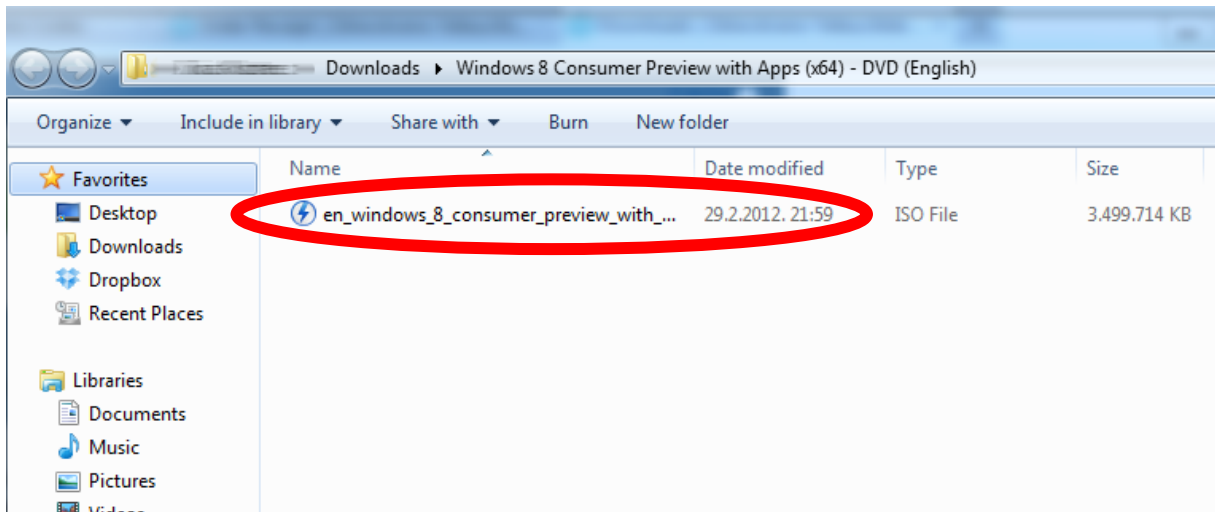 Downloads Windows 8 Consumer Preview with Apps (x64) - DVD (English)
Organize Include in library Share with Burn New folder
Favorites
Desktop
Downloads
Dropbox
Recent Places
Libraries
Documents
Music
Pictures
Videos
Name Date modified Type Size
en_windows_8_consumer_preview_with_... 29.2.2012. 21:59 ISO File 3.499.714 KB